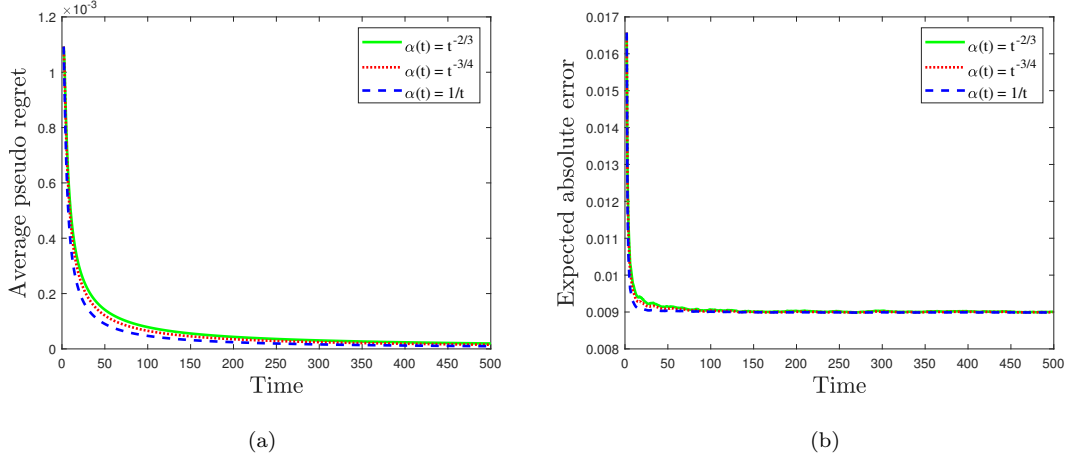 ×10⁻³
1.2
1
0.8
0.6
0.4
0.2
0
0 50 100 150 200 250 300 350 400 450 500
Time
Average pseudo regret
α(t) = t⁻²/³
α(t) = t⁻³/⁴
α(t) = 1/t
(a)
0.017
0.016
0.015
0.014
0.013
0.012
0.011
0.01
0.009
0.008
0 50 100 150 200 250 300 350 400 450 500
Time
Expected absolute error
α(t) = t⁻²/³
α(t) = t⁻³/⁴
α(t) = 1/t
(b)